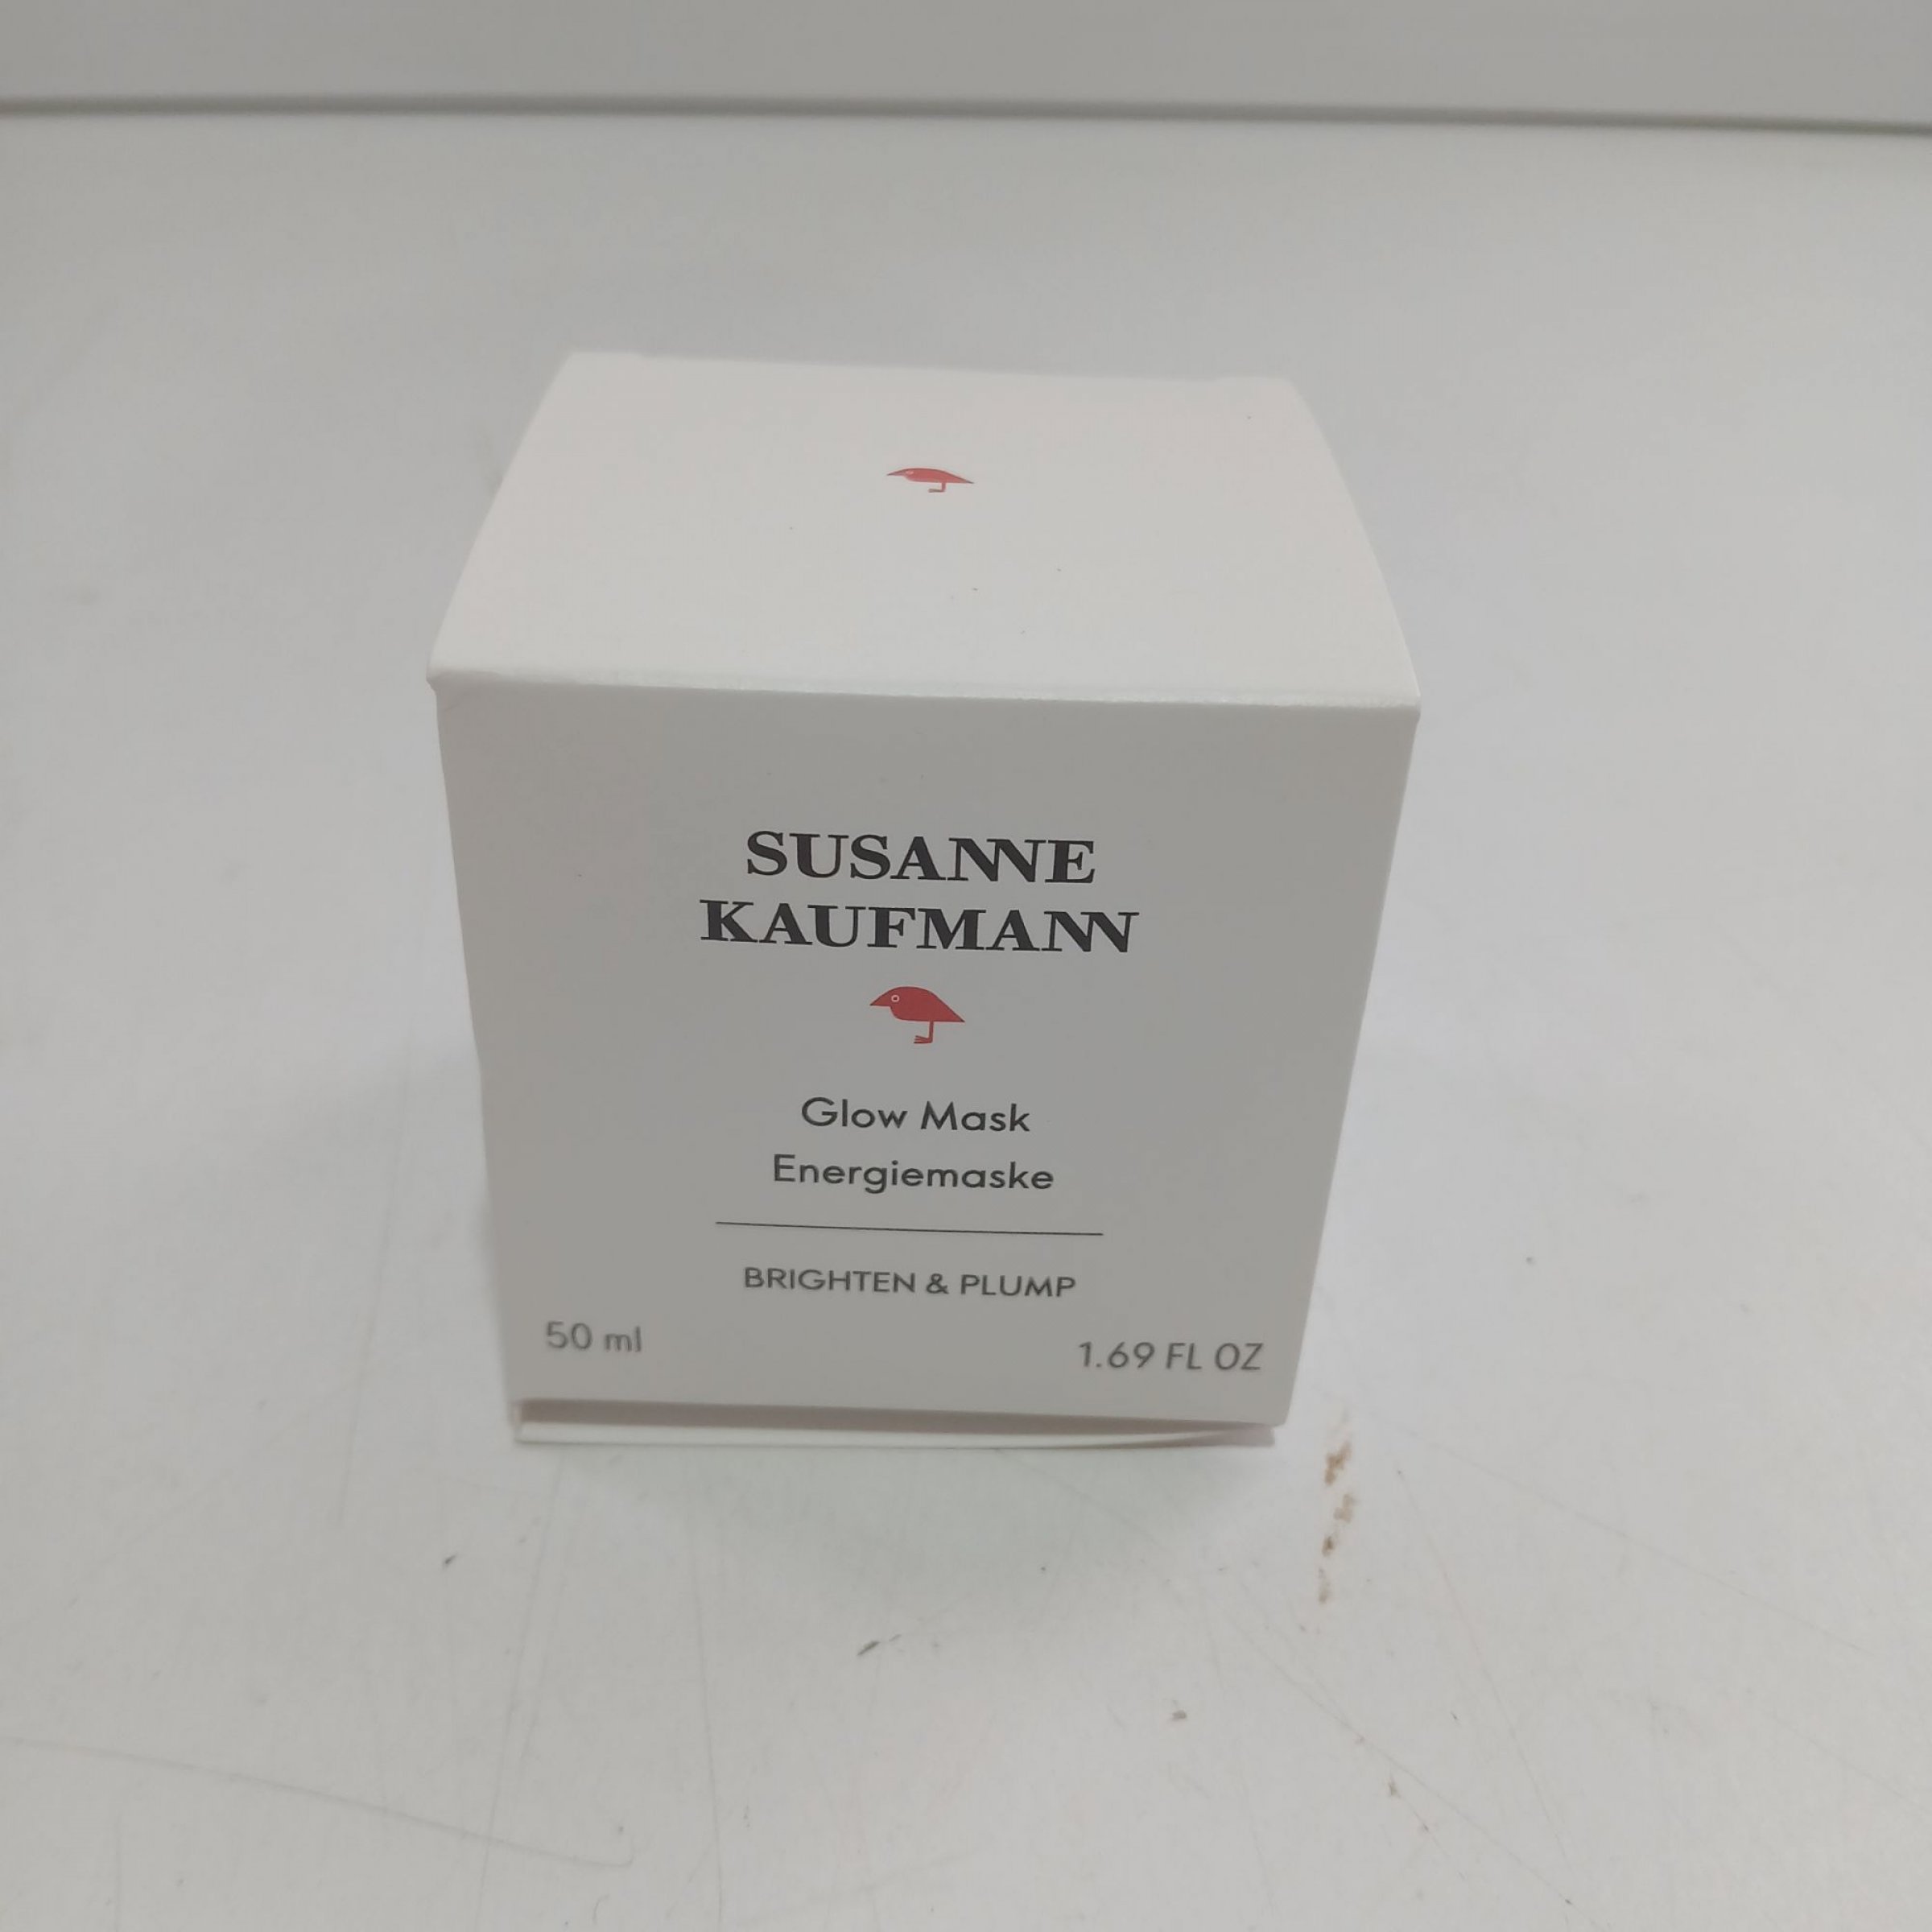 SUSANNE
KAUFMANN
Glow Mask
Energiemaske
BRIGHTEN & PLUMP
50 ml
1.69 FL OZ